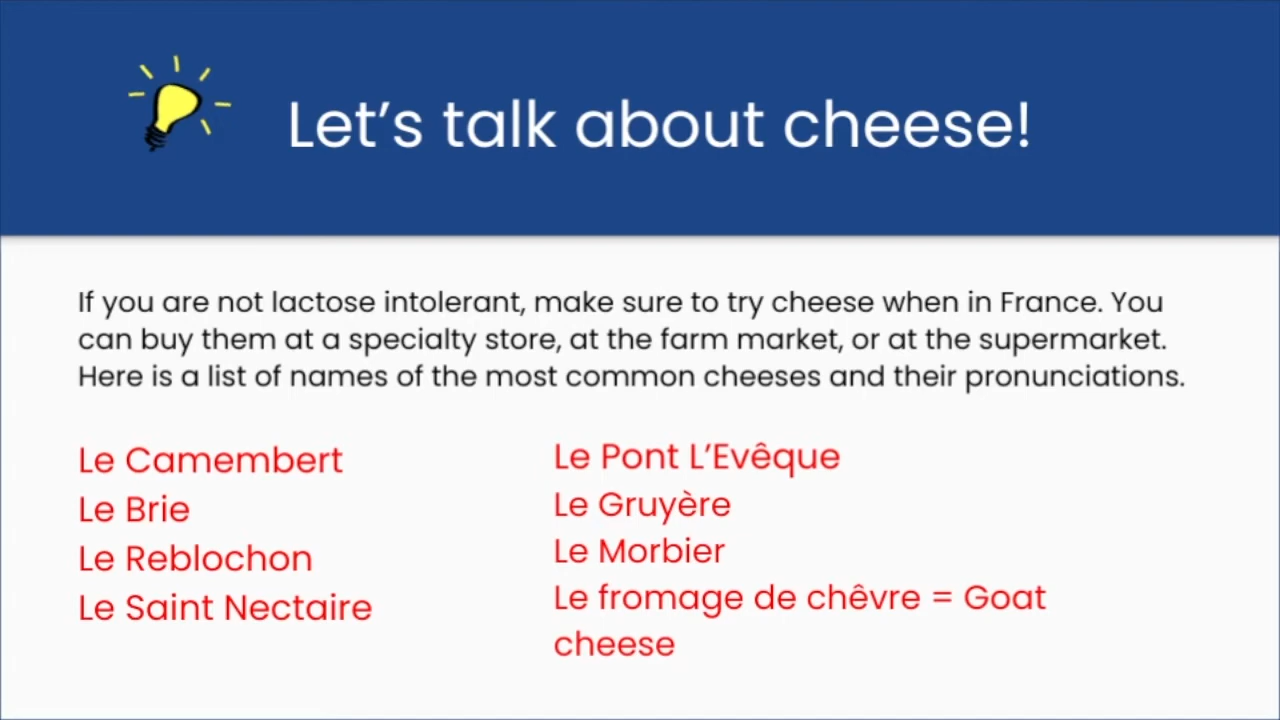 Let's talk about cheese!
If you are not lactose intolerant, make sure to try cheese when in France. You
can buy them at a specialty store, at the farm market, or at the supermarket.
Here is a list of names of the most common cheeses and their pronunciations.
Le Camembert
Le Brie
Le Reblochon
Le Saint Nectaire
Le Pont L'Evêque
Le Gruyère
Le Morbier
Le fromage de chêvre = Goat
cheese